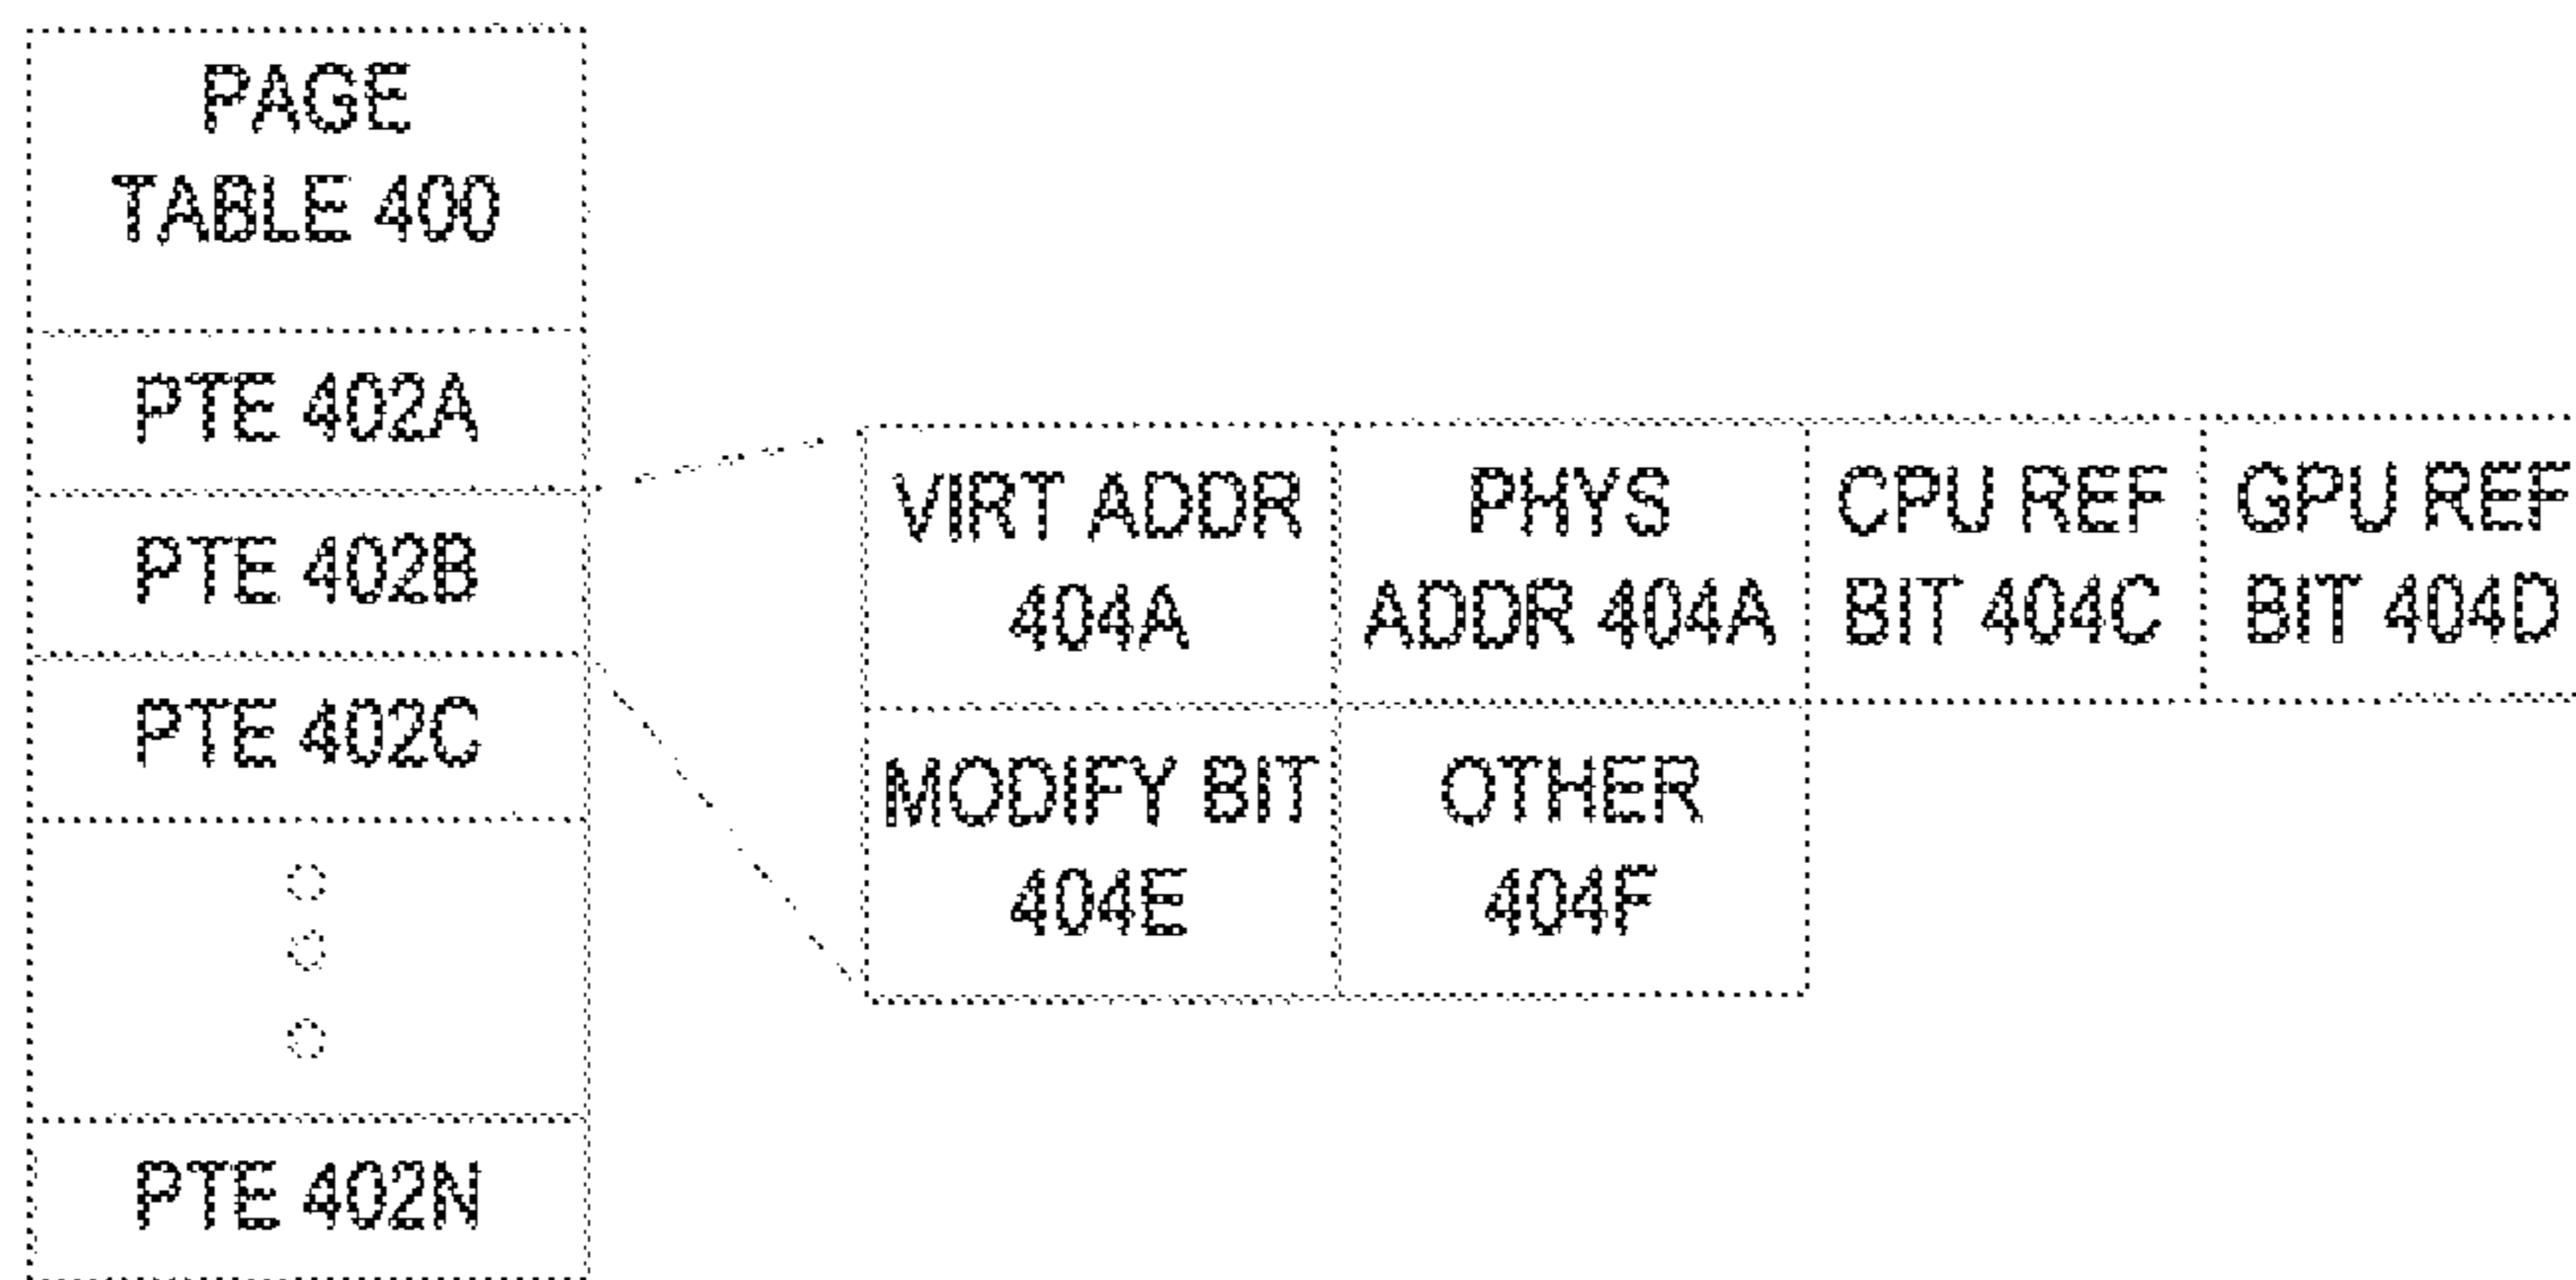 PAGE
TABLE 400
PTE 402A
PTE 402B
PTE 402C
PTE 402N
VIRT ADDR
404A
PHYS
ADDR 404A
CPU REF
BIT 404C
GPU REF
BIT 404D
MODIFY BIT
404E
OTHER
404F